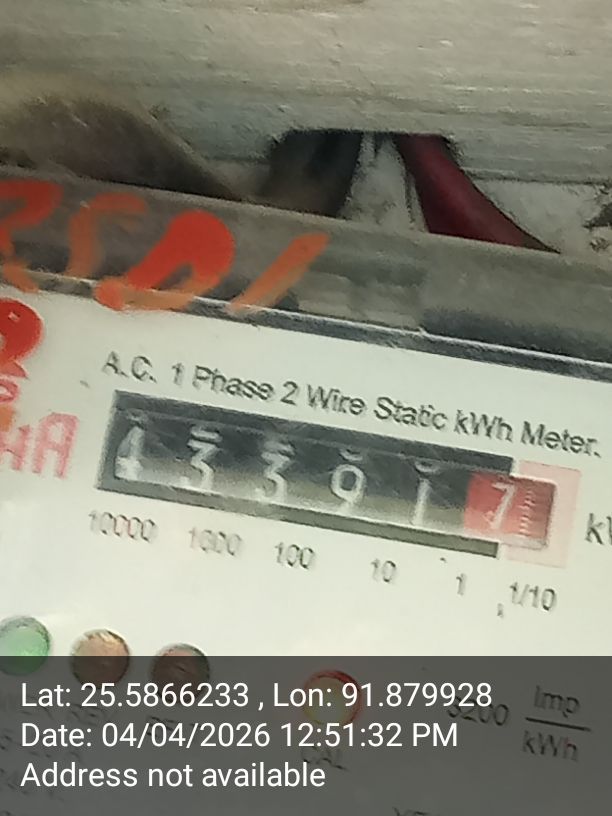 A.C. 1 Phase 2 Wire Static kWh Meter.
4 3 3 9 1 7
10000 1000 100 10 1 1/10
3200 Imp
kWh
Lat: 25.5866233 , Lon: 91.879928
Date: 04/04/2026 12:51:32 PM
Address not available